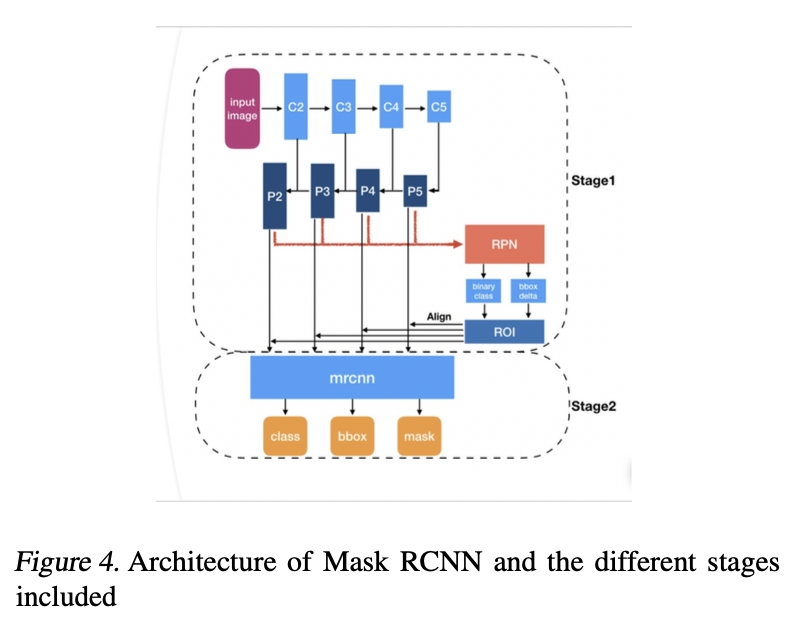 input
image
C2
C3
C4
C5
P2
P3
P4
P5
Stage1
RPN
binary
class
bbox
delta
Align
ROI
mrcnn
Stage2
class
bbox
mask
Figure 4. Architecture of Mask RCNN and the different stages
included